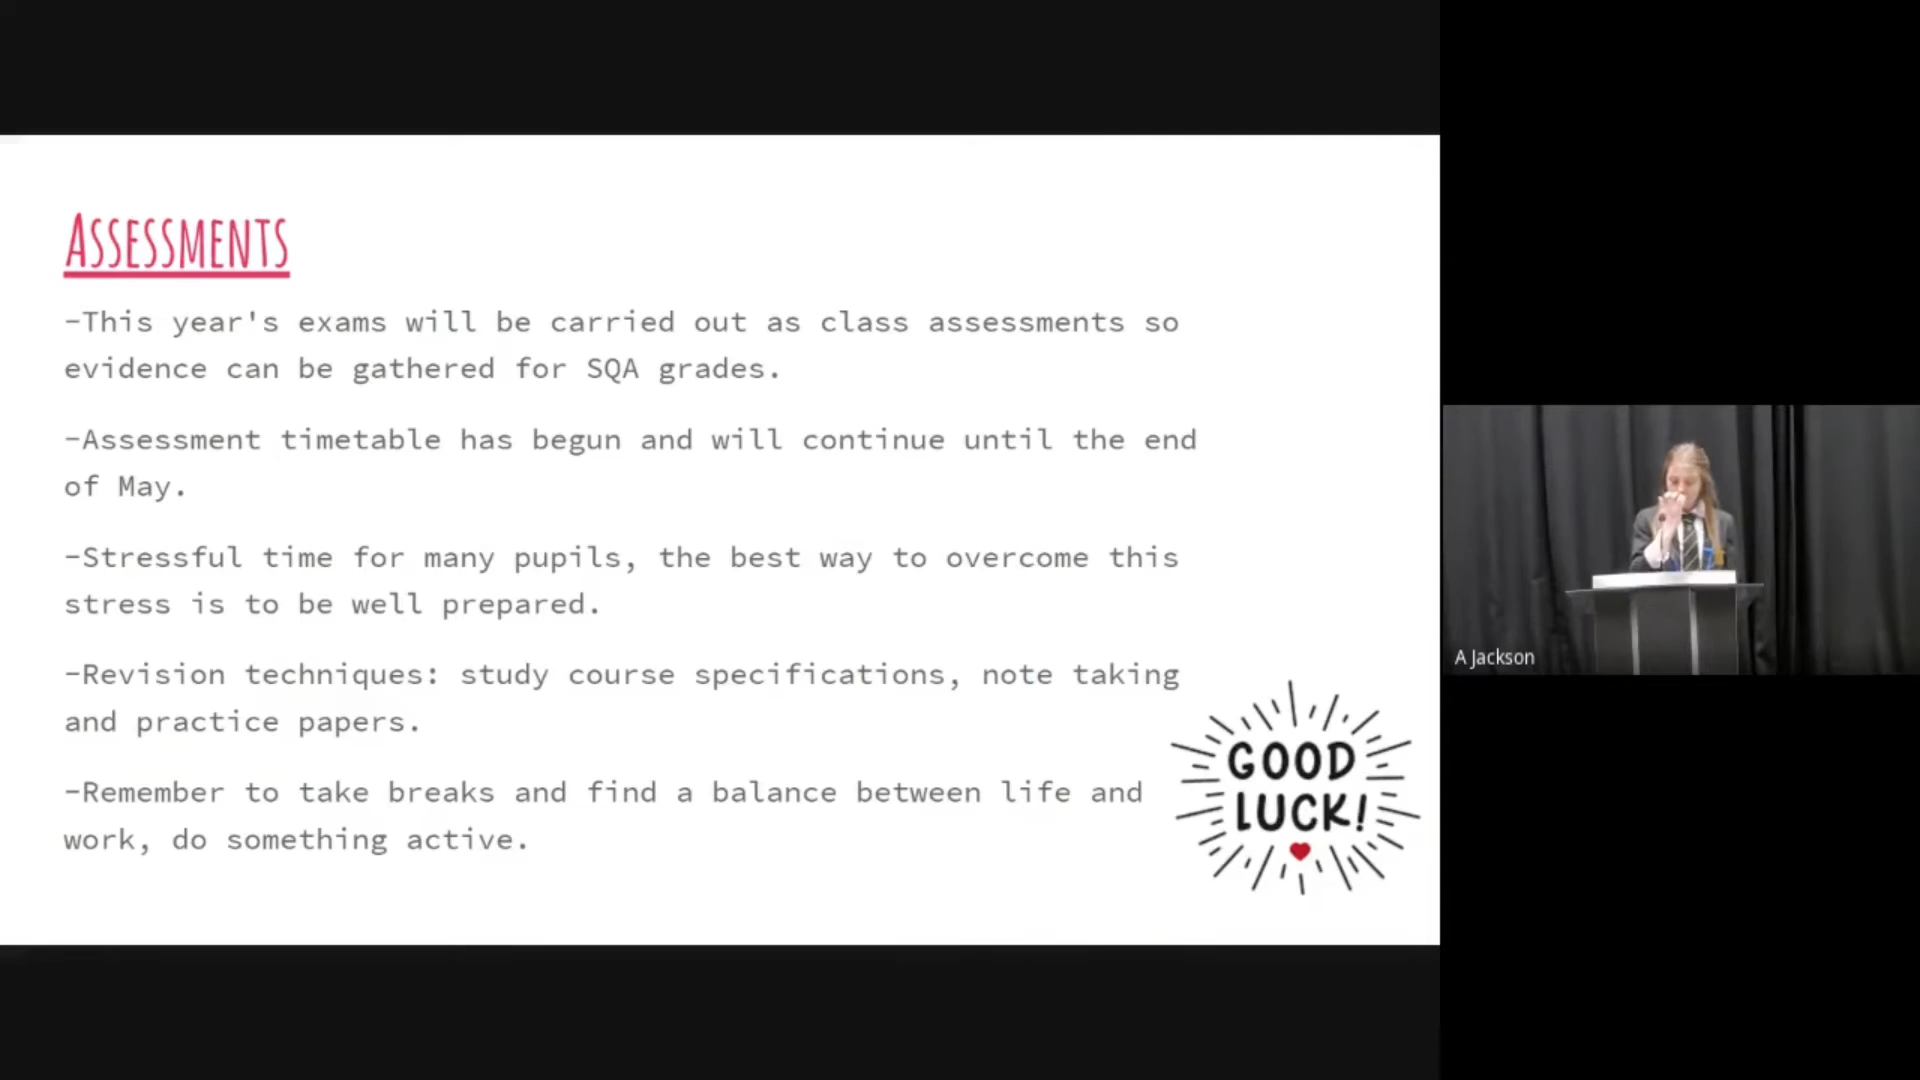 ASSESSMENTS
-This year's exams will be carried out as class assessments so
evidence can be gathered for SQA grades.
-Assessment timetable has begun and will continue until the end
of May.
-Stressful time for many pupils, the best way to overcome this
stress is to be well prepared.
-Revision techniques: study course specifications, note taking
and practice papers.
-Remember to take breaks and find a balance between life and
work, do something active.
GOOD
LUCK!
A Jackson